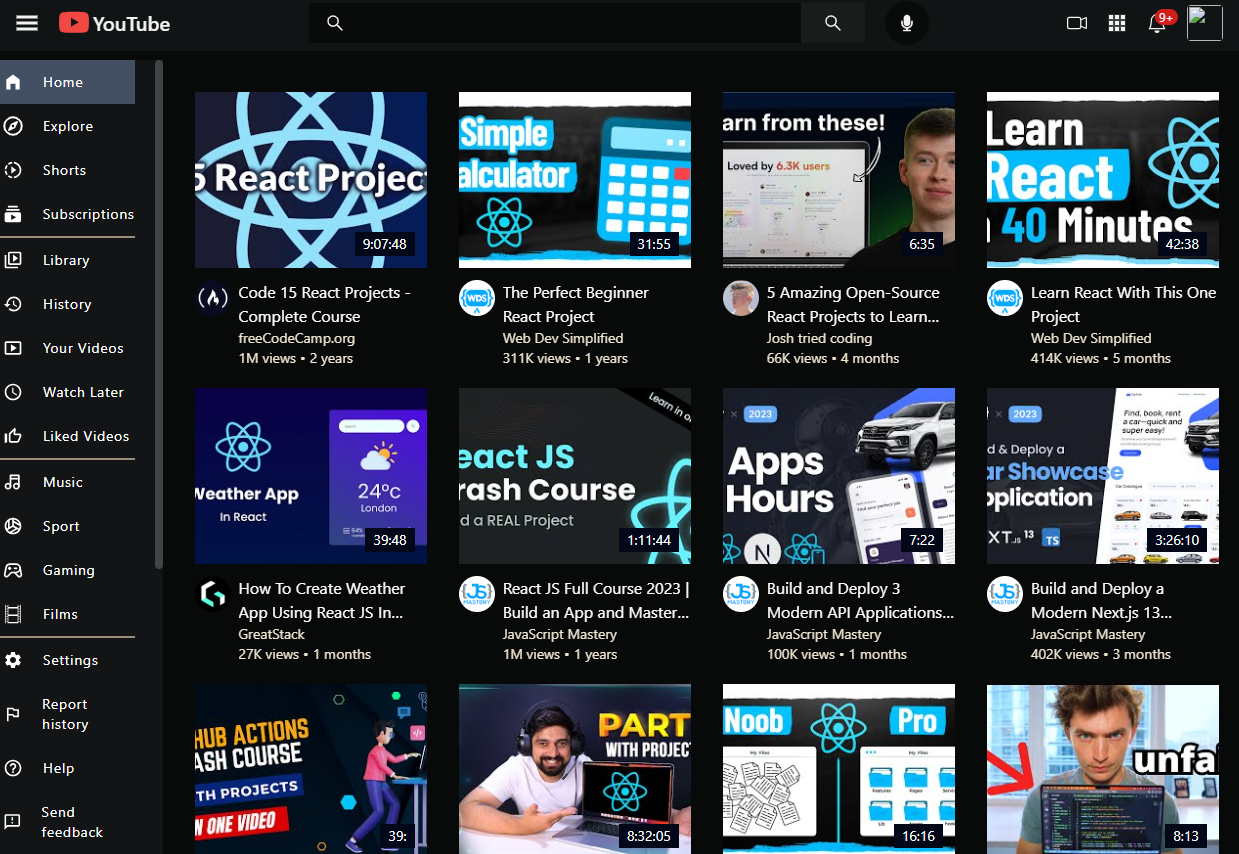 YouTube
9+
Home
Explore
Shorts
Subscriptions
Library
History
Your Videos
Watch Later
Liked Videos
Music
Sport
Gaming
Films
Settings
Report
history
Help
Send
feedback
5 React Project
9:07:48
Code 15 React Projects -
Complete Course
freeCodeCamp.org
1M views • 2 years
Simple
alculator
31:55
WDS
The Perfect Beginner
React Project
Web Dev Simplified
311K views • 1 years
arn from these!
Loved by 6.3K users
6:35
5 Amazing Open-Source
React Projects to Learn...
Josh tried coding
66K views • 4 months
Learn
React
40 Minutes
42:38
WDS
Learn React With This One
Project
Web Dev Simplified
414K views • 5 months
Weather App
In React
24°c
London
39:48
How To Create Weather
App Using React JS In...
GreatStack
27K views • 1 months
Learn in o
eact JS
rash Course
d a REAL Project
1:11:44
JS
MASTERY
React JS Full Course 2023 |
Build an App and Master...
JavaScript Mastery
1M views • 1 years
× 2023
Apps
Hours
N
7:22
JS
MASTERY
Build and Deploy 3
Modern API Applications...
JavaScript Mastery
100K views • 1 months
× 2023
d & Deploy a
ar Showcase
pplication
XT.JS 13 TS
Find, book, rent
a car—quick and
super easy!
3:26:10
JS
MASTERY
Build and Deploy a
Modern Next.js 13...
JavaScript Mastery
402K views • 3 months
HUB ACTIONS
ASH COURSE
TH PROJECTS
N ONE VIDEO
39:
PART
WITH PROJECT
8:32:05
Noob
Pro
My Files
My Files
Features
Pages
16:16
unfa
8:13